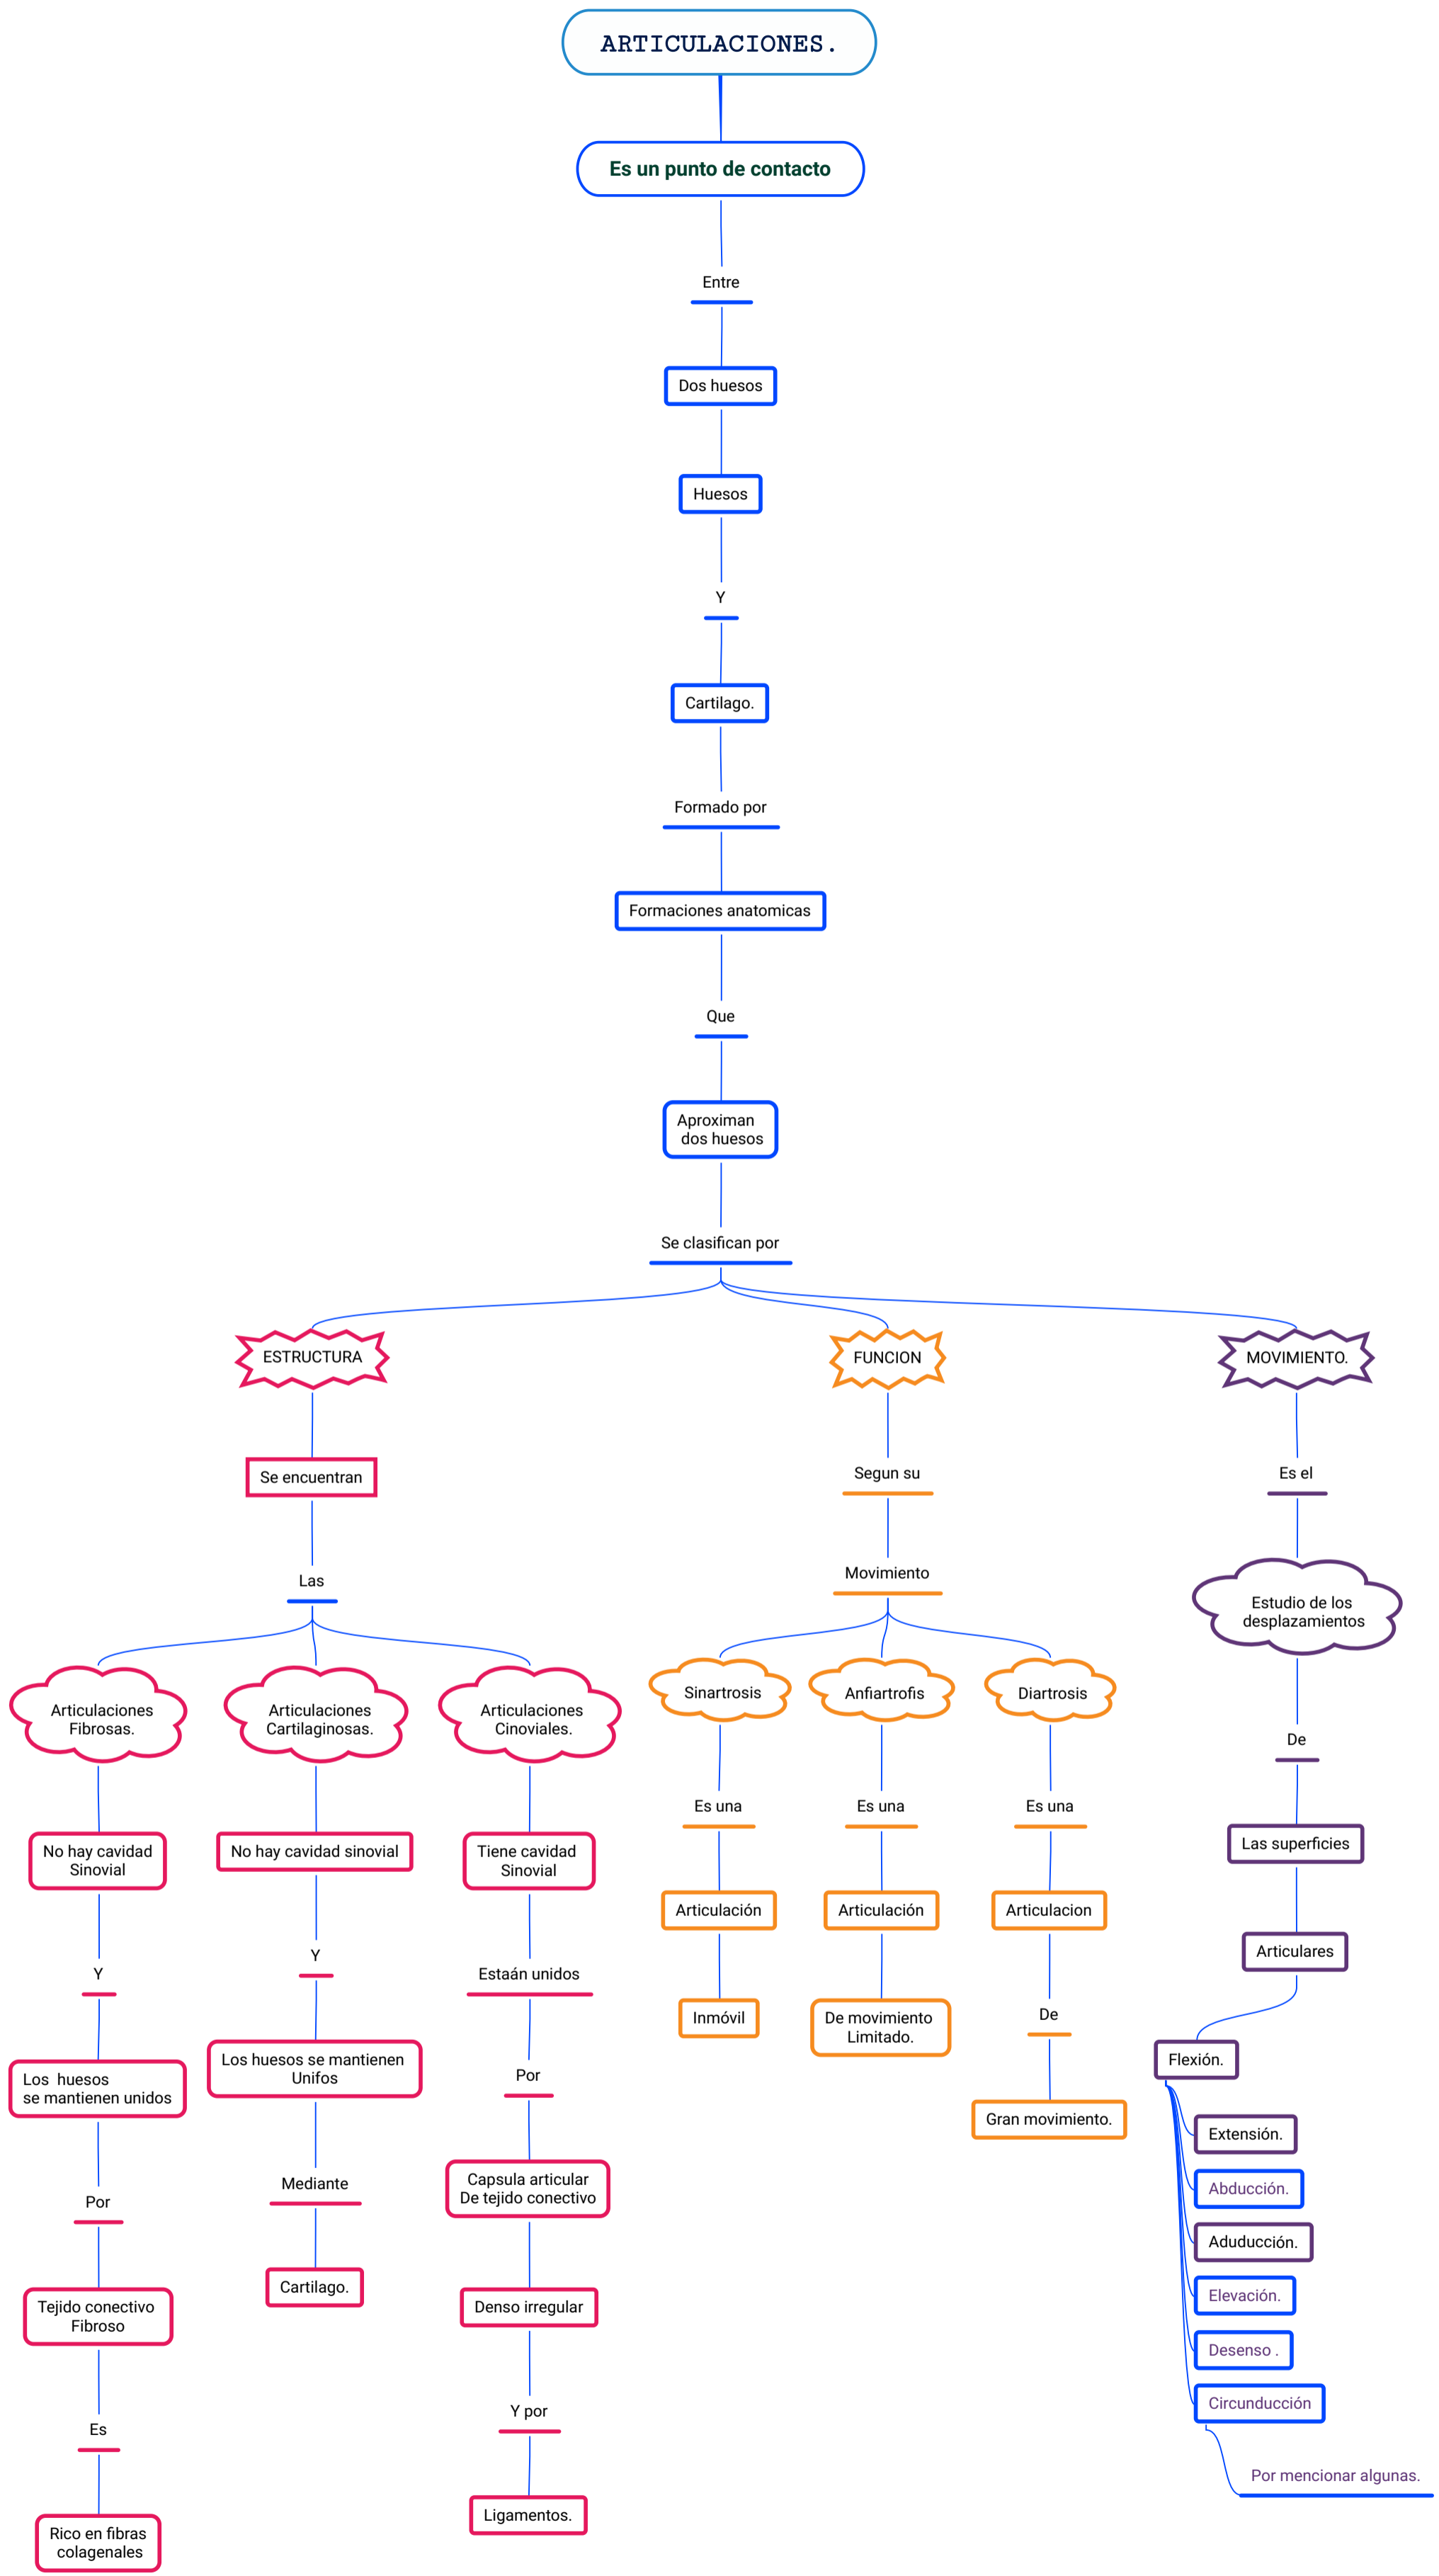 ARTICULACIONES.
Es un punto de contacto
Entre
Dos huesos
Huesos
Y
Cartilago.
Formado por
Formaciones anatomicas
Que
Aproximan
dos huesos
Se clasifican por
ESTRUCTURA
Se encuentran
Las
Articulaciones
Fibrosas.
No hay cavidad
Sinovial
Y
Los  huesos
se mantienen unidos
Por
Tejido conectivo
Fibroso
Es
Rico en fibras
colagenales
Articulaciones
Cartilaginosas.
No hay cavidad sinovial
Y
Los huesos se mantienen
Unifos
Mediante
Cartilago.
Articulaciones
Cinoviales.
Tiene cavidad
Sinovial
Estaán unidos
Por
Capsula articular
De tejido conectivo
Denso irregular
Y por
Ligamentos.
FUNCION
Segun su
Movimiento
Sinartrosis
Es una
Articulación
Inmóvil
Anfiartrofis
Es una
Articulación
De movimiento
Limitado.
Diartrosis
Es una
Articulacion
De
Gran movimiento.
MOVIMIENTO.
Es el
Estudio de los
desplazamientos
De
Las superficies
Articulares
Flexión.
Extensión.
Abducción.
Aduducción.
Elevación.
Desenso .
Circunducción
Por mencionar algunas.